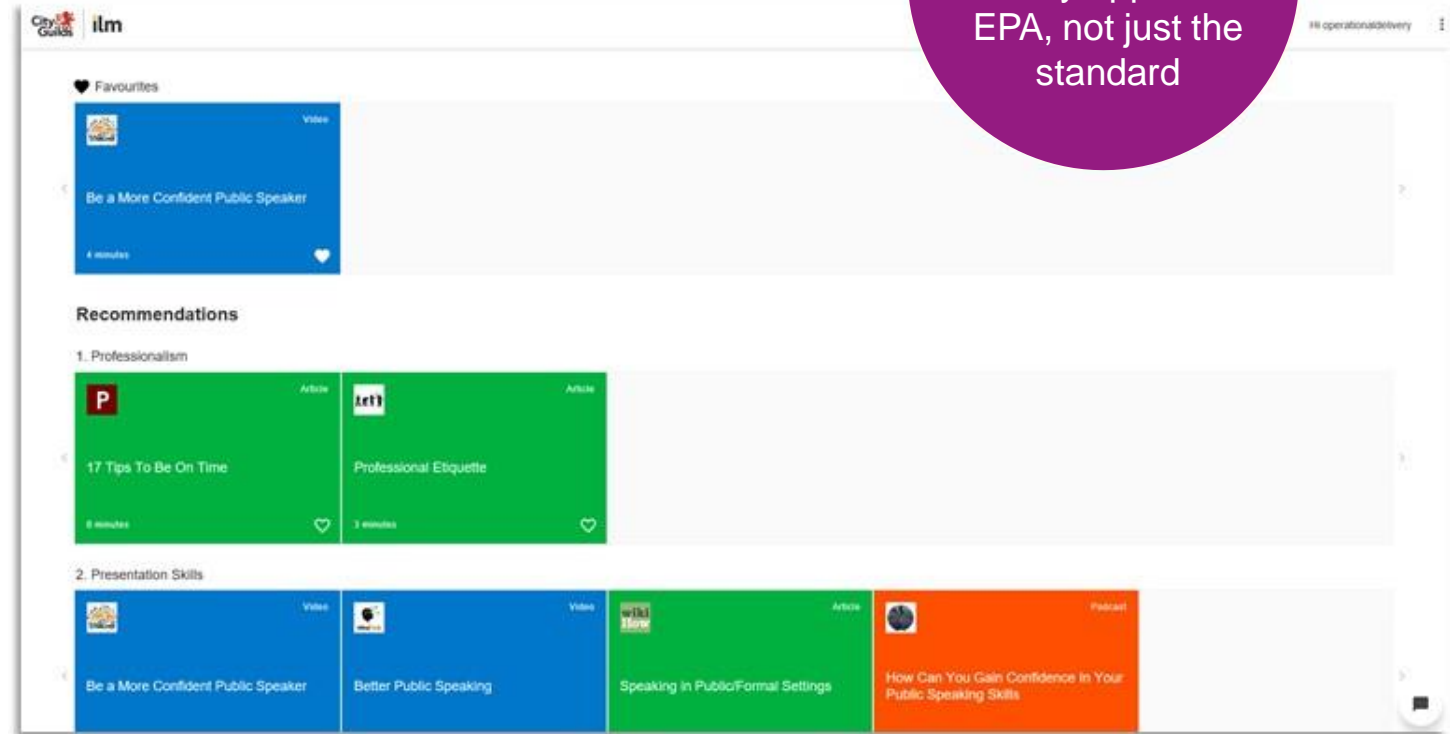 City& Guilds ilm
EPA, not just the
standard
Hi operationaldelivery
Favourites
Video
Be a More Confident Public Speaker
4 minutes
Recommendations
1. Professionalism
P
Article
17 Tips To Be On Time
8 minutes
Let's
Article
Professional Etiquette
3 minutes
2. Presentation Skills
Video
Be a More Confident Public Speaker
Video
Better Public Speaking
wiki
How
Article
Speaking in Public/Formal Settings
Podcast
How Can You Gain Confidence In Your
Public Speaking Skills